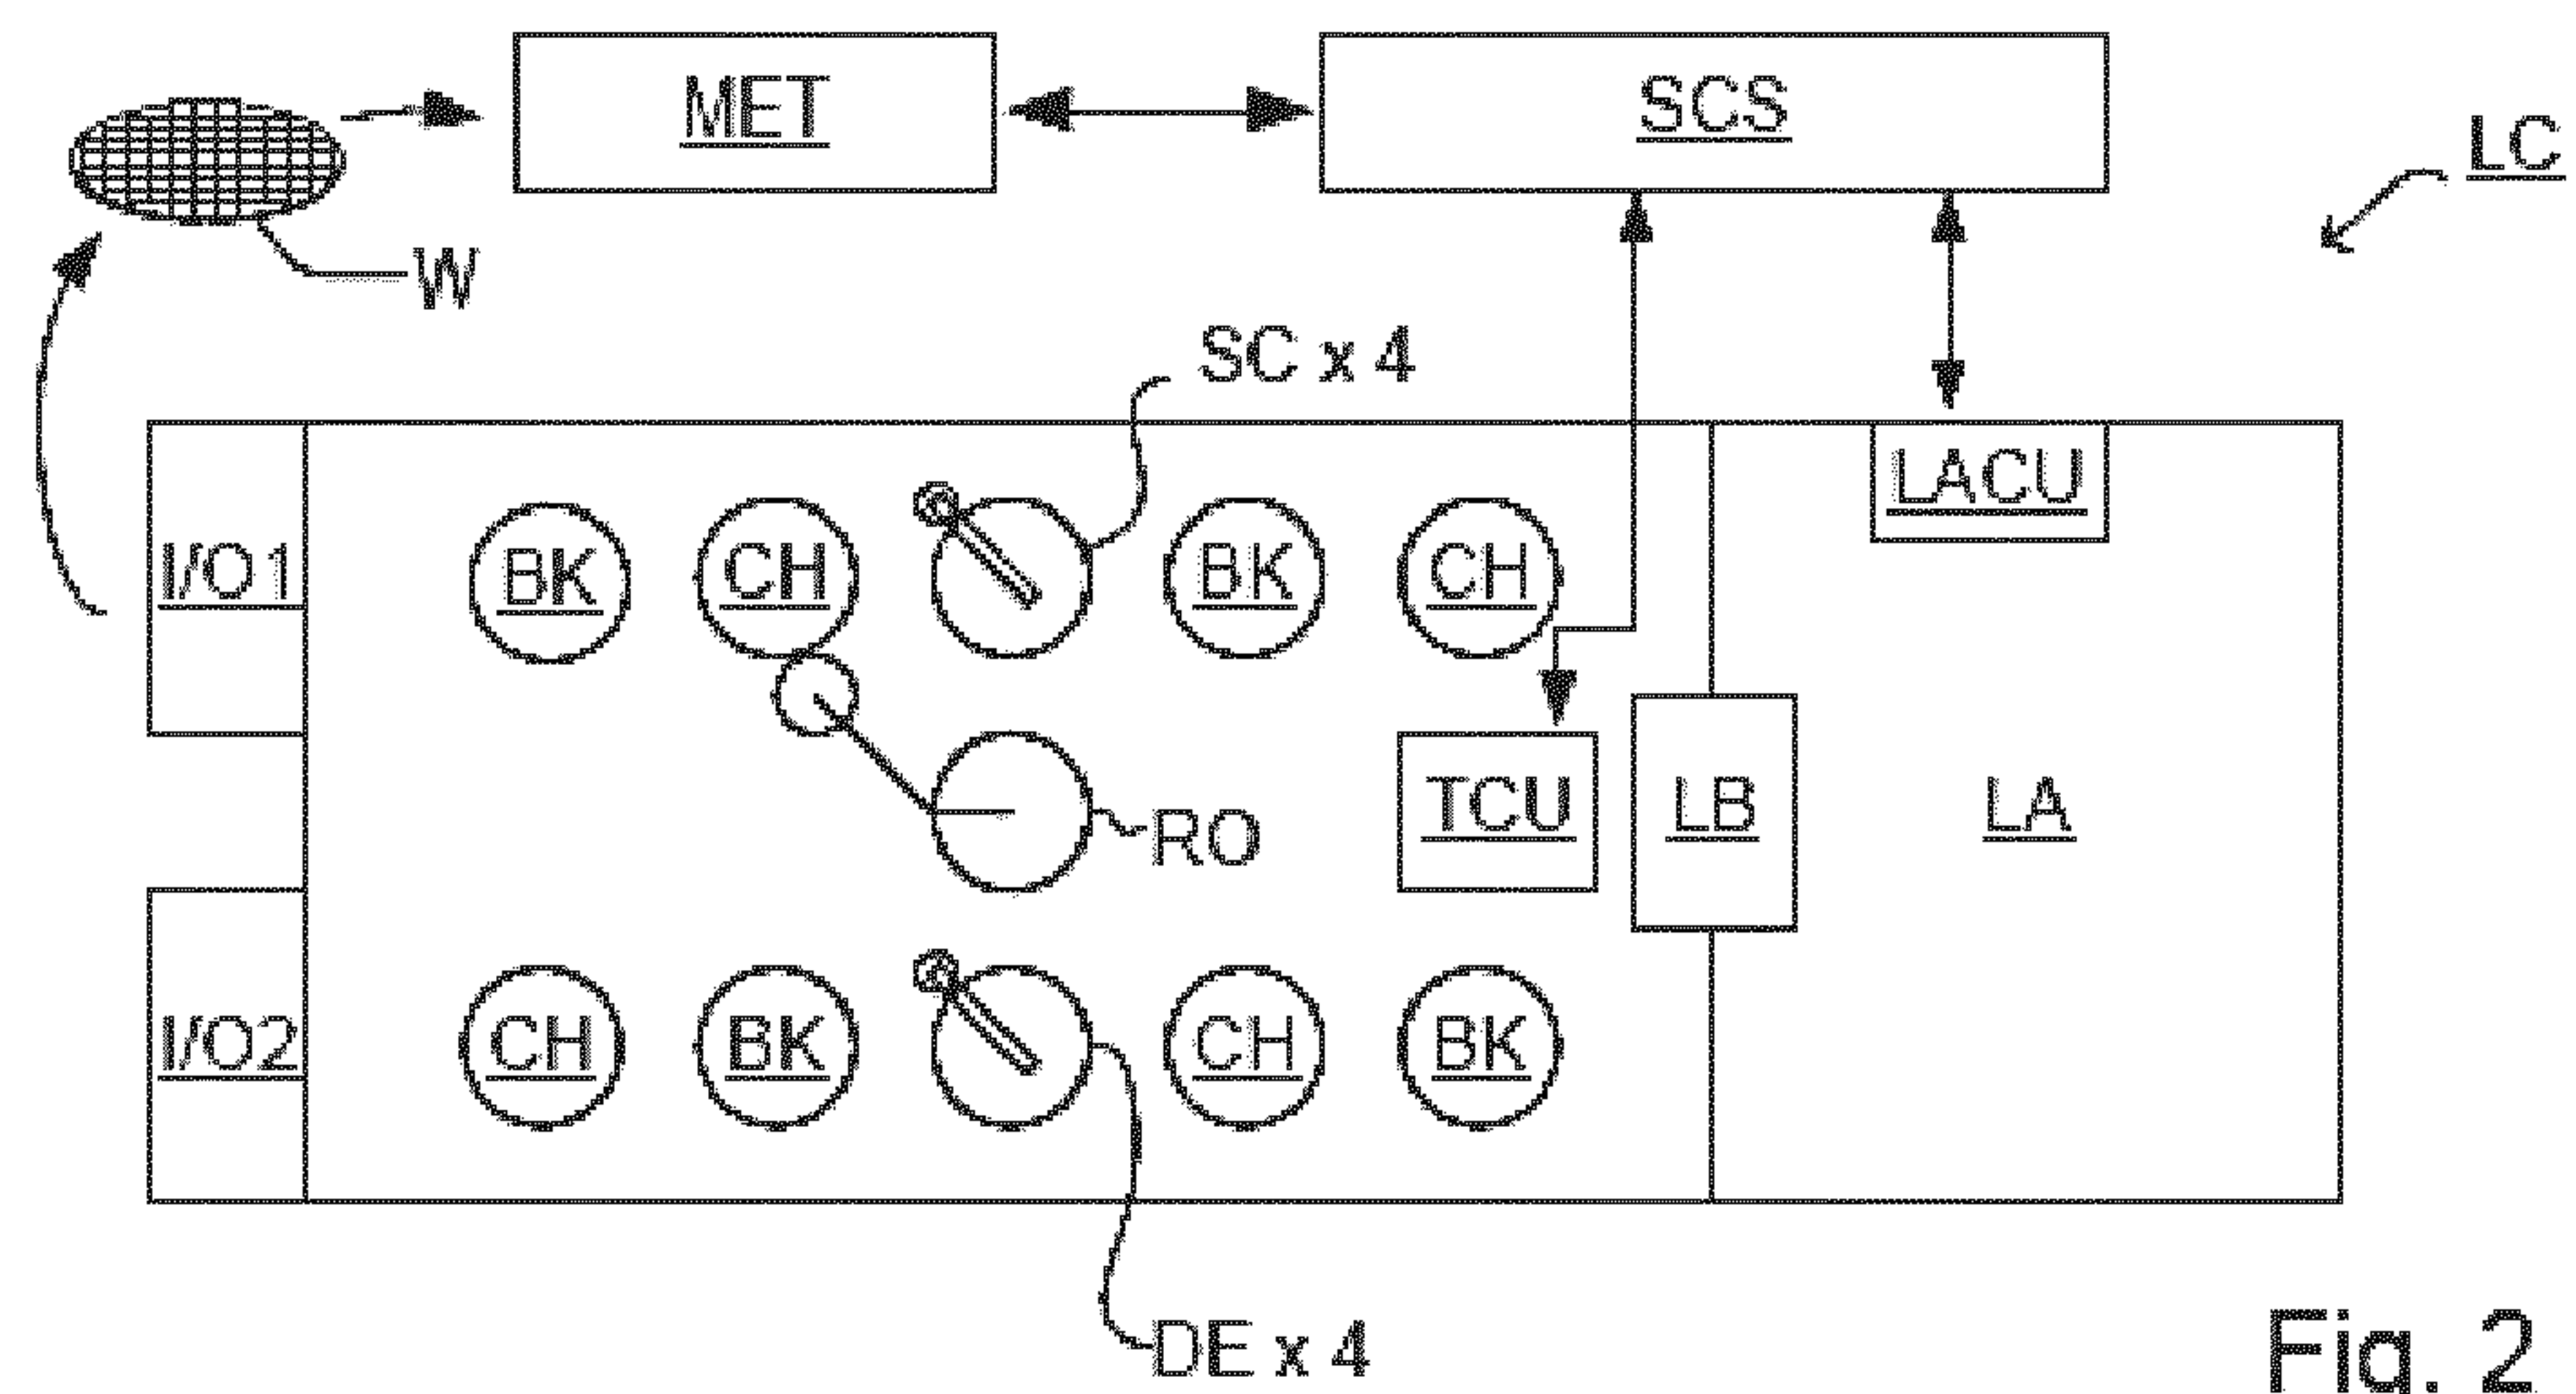 MET
SCS
LC
W
SC x 4
LACU
I/O1
BK
CH
BK
CH
RO
TCU
LB
LA
I/O2
CH
BK
CH
BK
DE x 4
Fig. 2